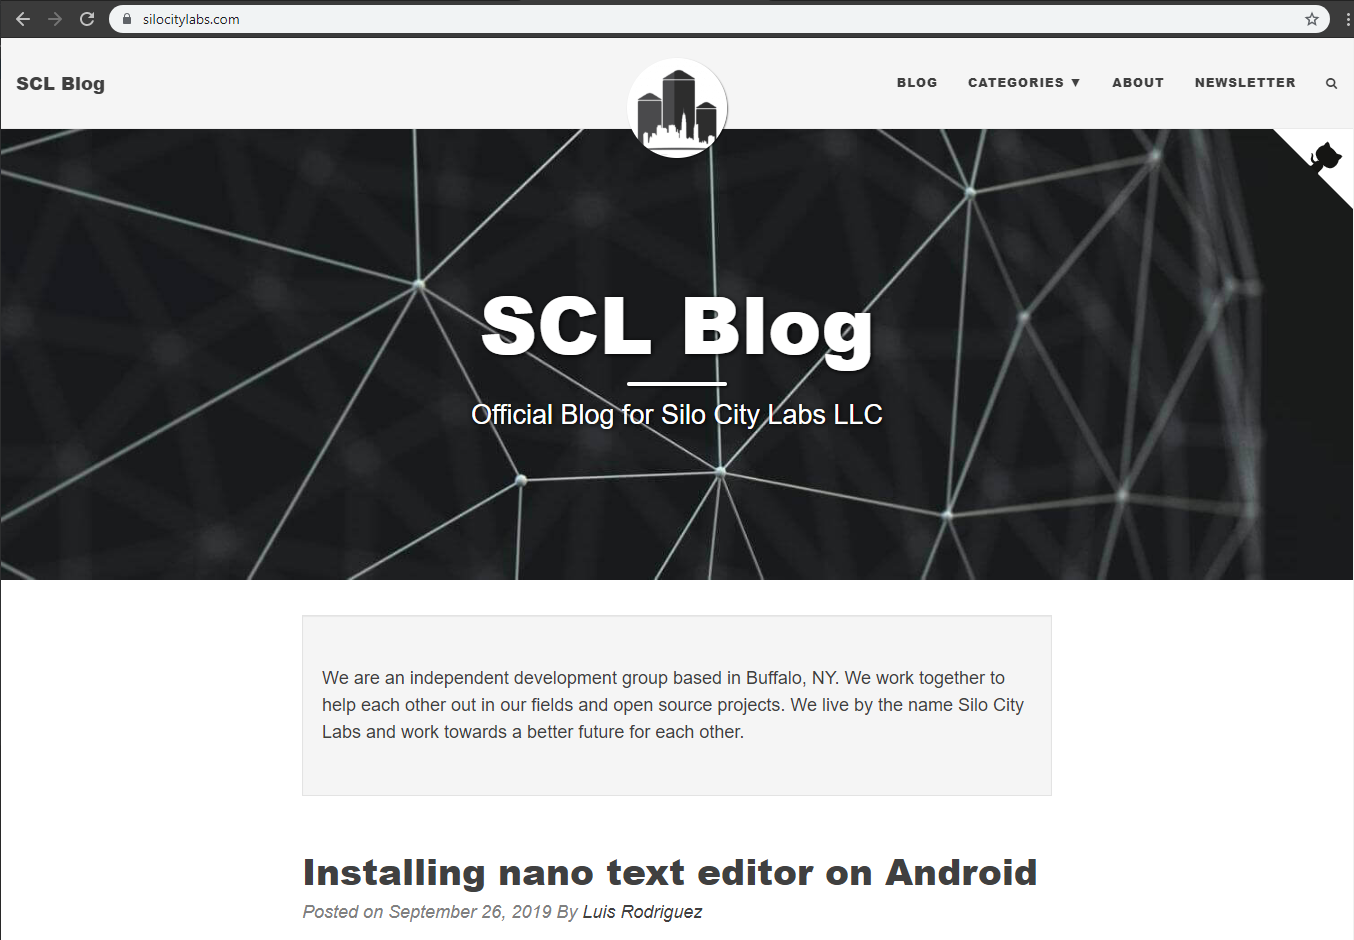 silocitylabs.com
SCL Blog
BLOG CATEGORIES ▼ ABOUT NEWSLETTER
SCL Blog
Official Blog for Silo City Labs LLC
We are an independent development group based in Buffalo, NY. We work together to
help each other out in our fields and open source projects. We live by the name Silo City
Labs and work towards a better future for each other.
Installing nano text editor on Android
Posted on September 26, 2019 By Luis Rodriguez